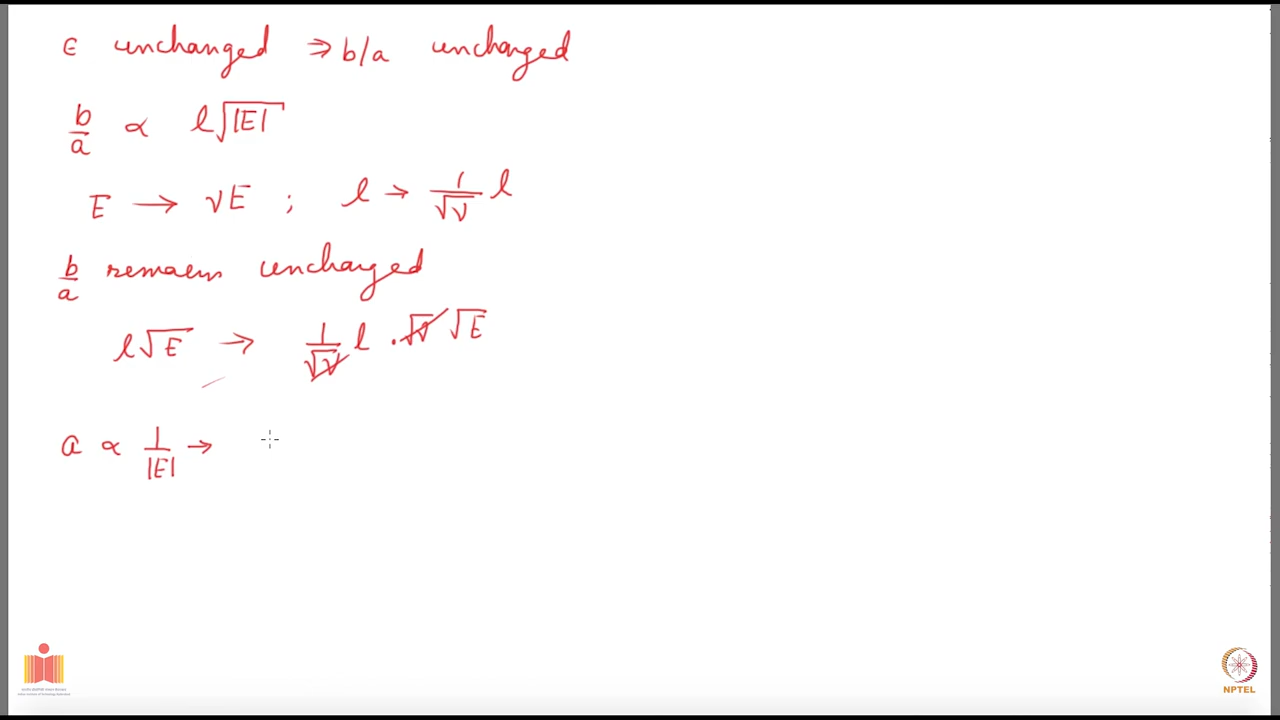 ϵ unchanged ⇒ b/a unchanged
b/a ∝ l√|E|
E → νE ; l → 1/√ν l
b/a remains unchanged
l√E → 1/√ν l . √ν √E
a ∝ 1/|E| →
NPTEL